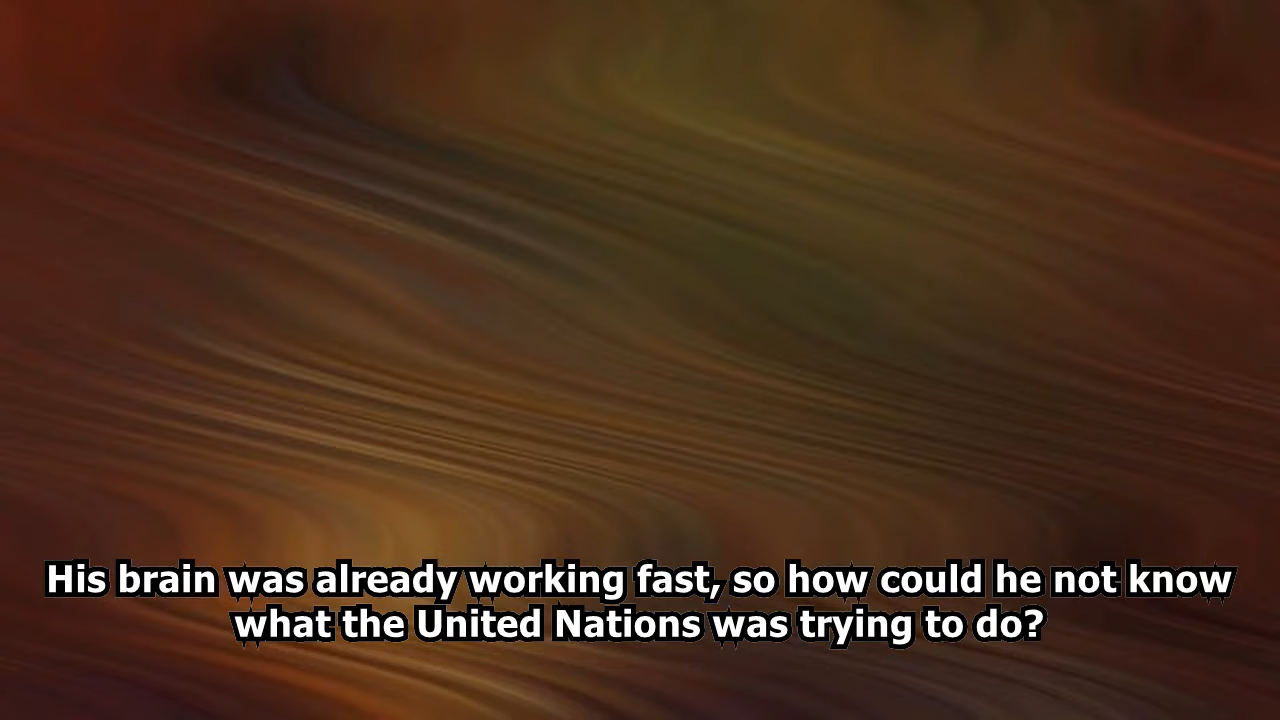 His brain was already working fast, so how could he not know
what the United Nations was trying to do?